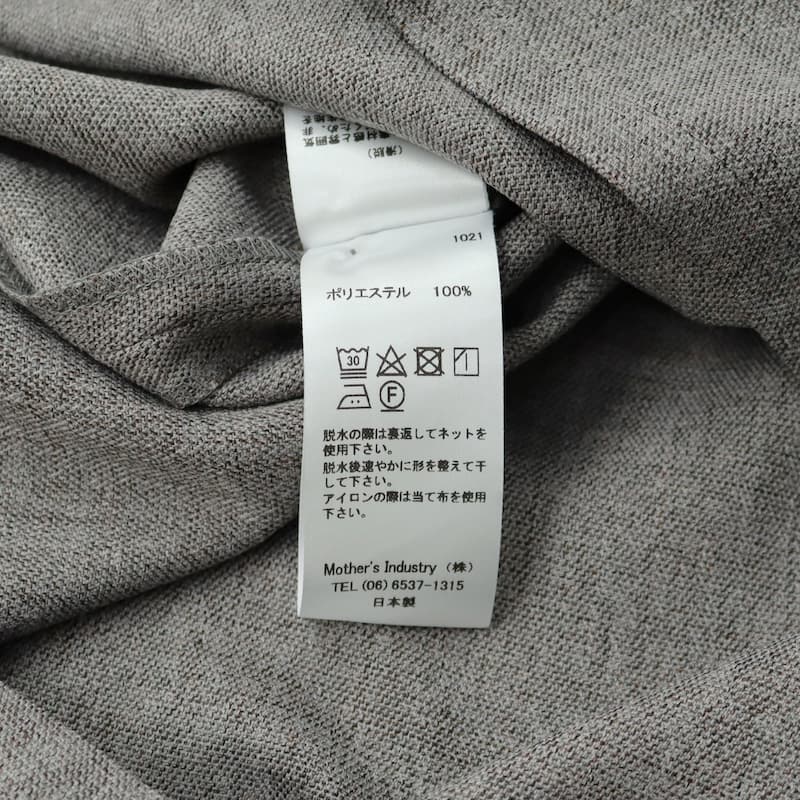 （湊脱）
1021
ポリエステル 100%
30
F
脱水の際は裏返してネットを
使用下さい。
脱水後速やかに形を整えて干
して下さい。
アイロンの際は当て布を使用
下さい。
Mother's Industry（株）
TEL (06) 6537-1315
日本製